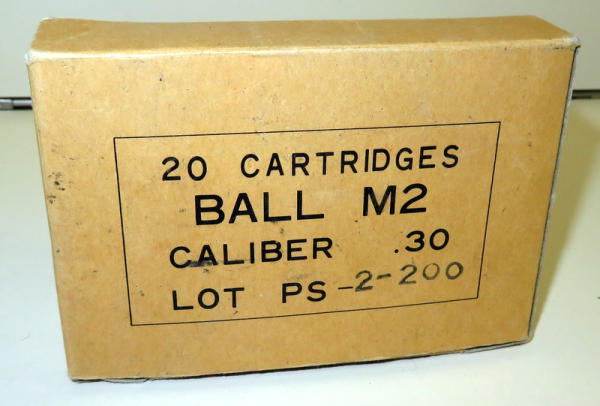 20 CARTRIDGES
BALL M2
CALIBER .30
LOT PS -2-200